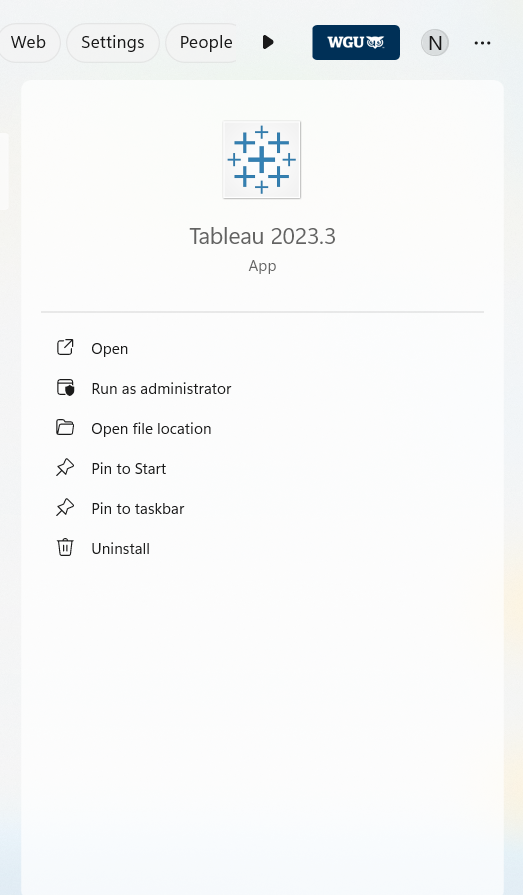 Web Settings People WGU N
Tableau 2023.3
App
Open
Run as administrator
Open file location
Pin to Start
Pin to taskbar
Uninstall